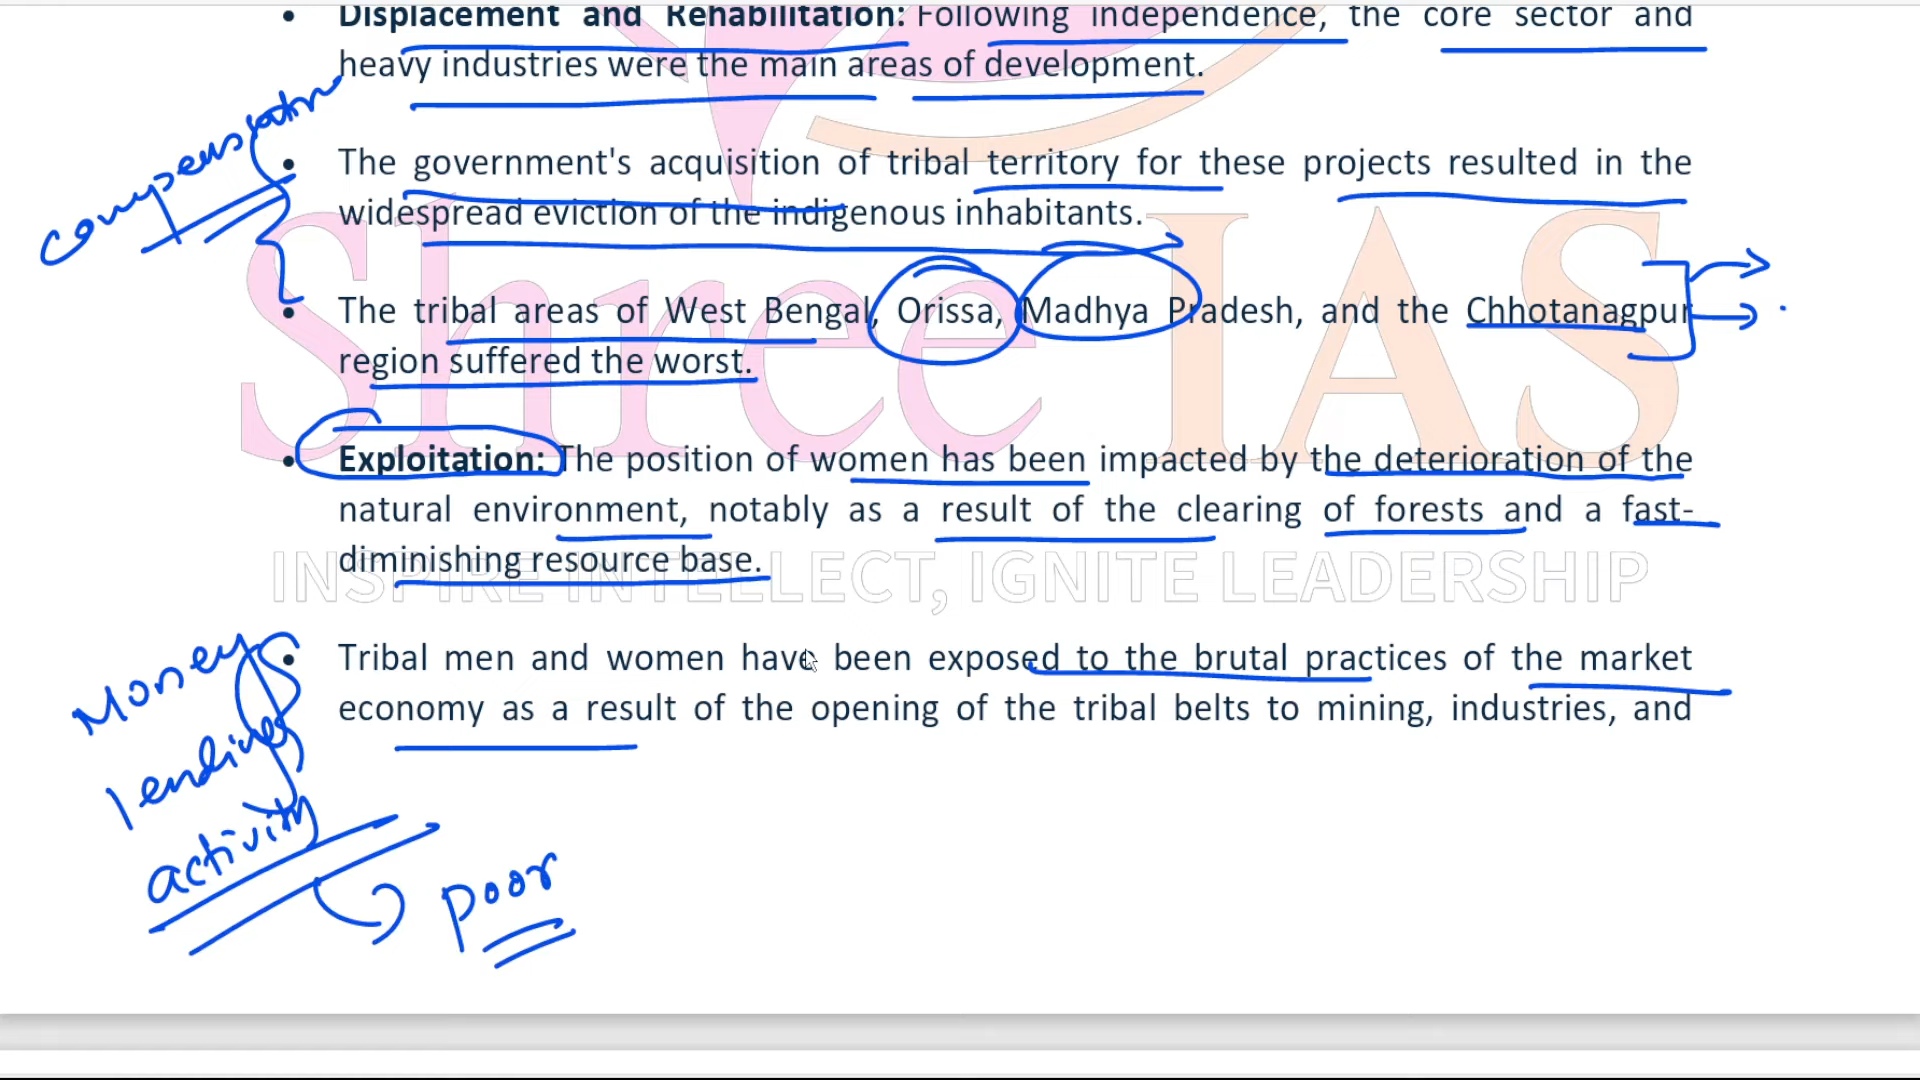 Displacement and Rehabilitation: Following independence, the core sector and
heavy industries were the main areas of development.
compensation
The government's acquisition of tribal territory for these projects resulted in the
widespread eviction of the indigenous inhabitants.
The tribal areas of West Bengal, Orissa, Madhya Pradesh, and the Chhotanagpur
region suffered the worst.
Exploitation: The position of women has been impacted by the deterioration of the
natural environment, notably as a result of the clearing of forests and a fast-
diminishing resource base.
Shree IAS
INSPIRE INTELLECT, IGNITE LEADERSHIP
Tribal men and women have been exposed to the brutal practices of the market
economy as a result of the opening of the tribal belts to mining, industries, and
Money
lending
activity
poor